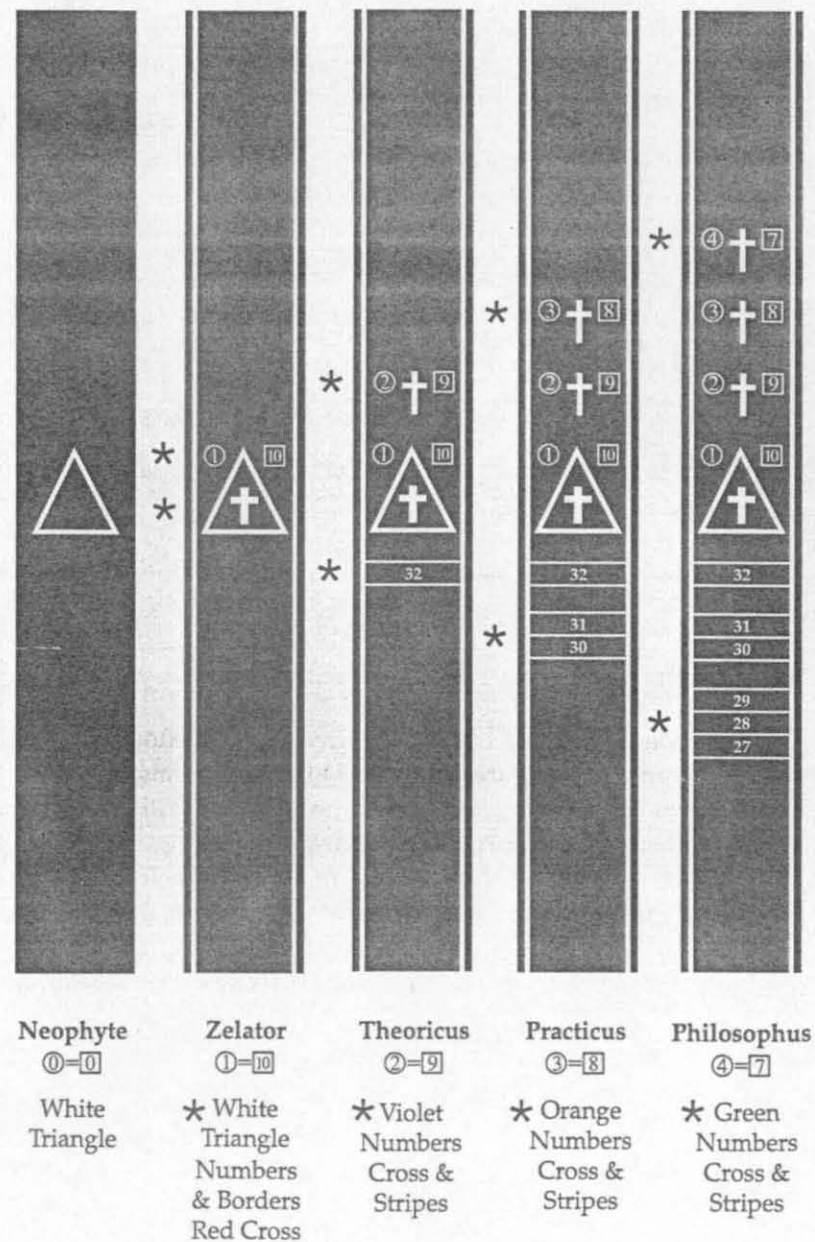 ④ 7
③ 8 ③ 8
② 9 ② 9 ② 9
① 10 ① 10 ① 10 ① 10
32 32 32
31 31
30 30
29
28
27
Neophyte
⓪=0
White
Triangle
Zelator
①=10
* White
Triangle
Numbers
& Borders
Red Cross
Theoricus
②=9
* Violet
Numbers
Cross &
Stripes
Practicus
③=8
* Orange
Numbers
Cross &
Stripes
Philosophus
④=7
* Green
Numbers
Cross &
Stripes